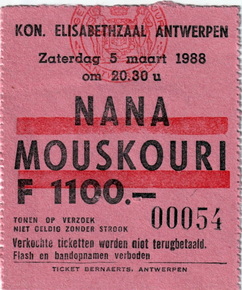 KON. ELISABETHZAAL ANTWERPEN
Zaterdag 5 maart 1988
om 20.30 u
NANA
MOUSKOURI
F 1100.—
TONEN OP VERZOEK
NIET GELDIG ZONDER STROOK
00054
Verkochte ticketten worden niet terugbetaald.
Flash en bandopnamen verboden
TICKET BERNAERTS, ANTWERPEN